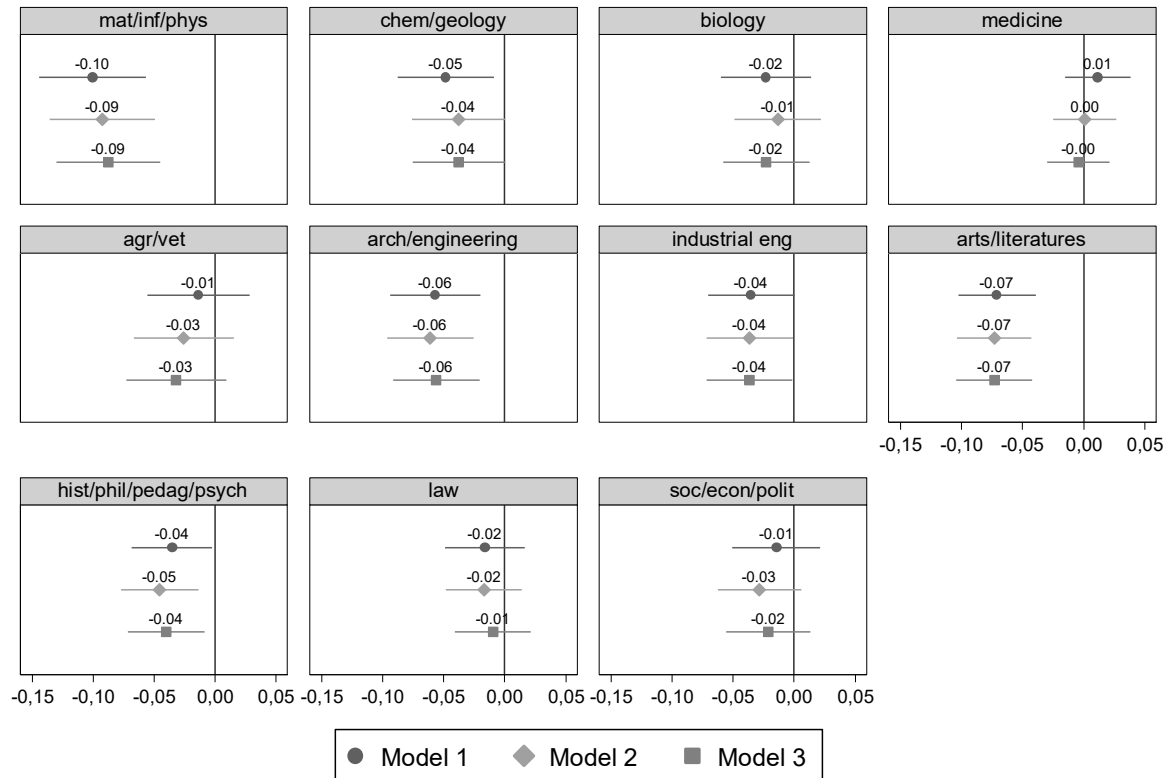 mat/inf/phys chem/geology biology medicine
-0.10 -0.05 -0.02 0.01
-0.09 -0.04 -0.01 0.00
-0.09 -0.04 -0.02 -0.00
agr/vet arch/engineering industrial eng arts/literatures
-0.01 -0.06 -0.04 -0.07
-0.03 -0.06 -0.04 -0.07
-0.03 -0.06 -0.04 -0.07
-0,15 -0,10 -0,05 0,00 0,05
hist/phil/pedag/psych law soc/econ/polit
-0.04 -0.02 -0.01
-0.05 -0.02 -0.03
-0.04 -0.01 -0.02
-0,15 -0,10 -0,05 0,00 0,05 -0,15 -0,10 -0,05 0,00 0,05 -0,15 -0,10 -0,05 0,00 0,05
Model 1 Model 2 Model 3